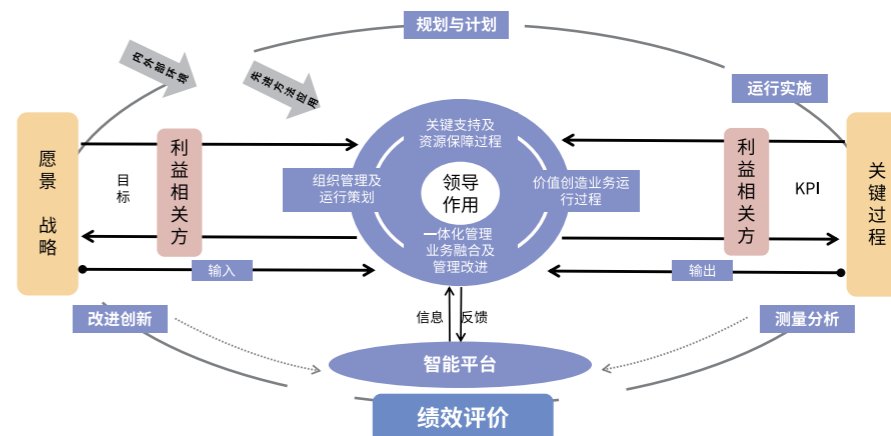 规划与计划
内外部环境
先进方法应用
运行实施
愿景 战略
目标
利益相关方
关键支持及
资源保障过程
组织管理及
运行策划
领导
作用
价值创造业务运
行过程
一体化管理
业务融合及
管理改进
利益相关方
KPI
关键过程
输入
输出
改进创新
信息
反馈
测量分析
智能平台
绩效评价